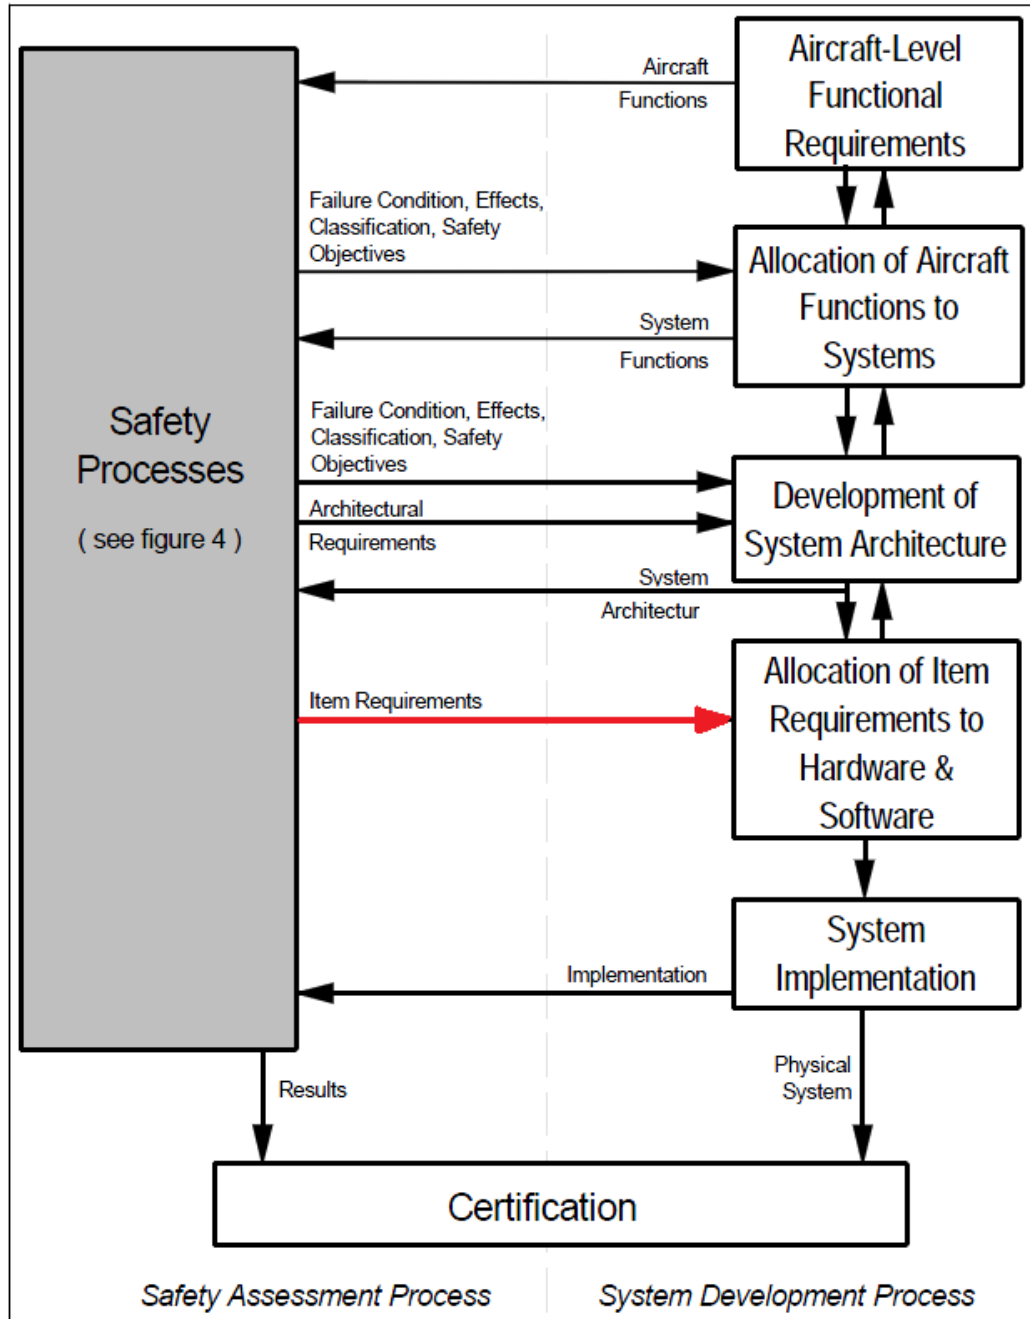 Aircraft-Level
Functional
Requirements
Aircraft
Functions
Failure Condition, Effects,
Classification, Safety
Objectives
Allocation of Aircraft
Functions to
Systems
System
Functions
Safety
Processes
( see figure 4 )
Failure Condition, Effects,
Classification, Safety
Objectives
Architectural
Requirements
Development of
System Architecture
System
Architectur
Item Requirements
Allocation of Item
Requirements to
Hardware &
Software
System
Implementation
Implementation
Results
Physical
System
Certification
Safety Assessment Process
System Development Process